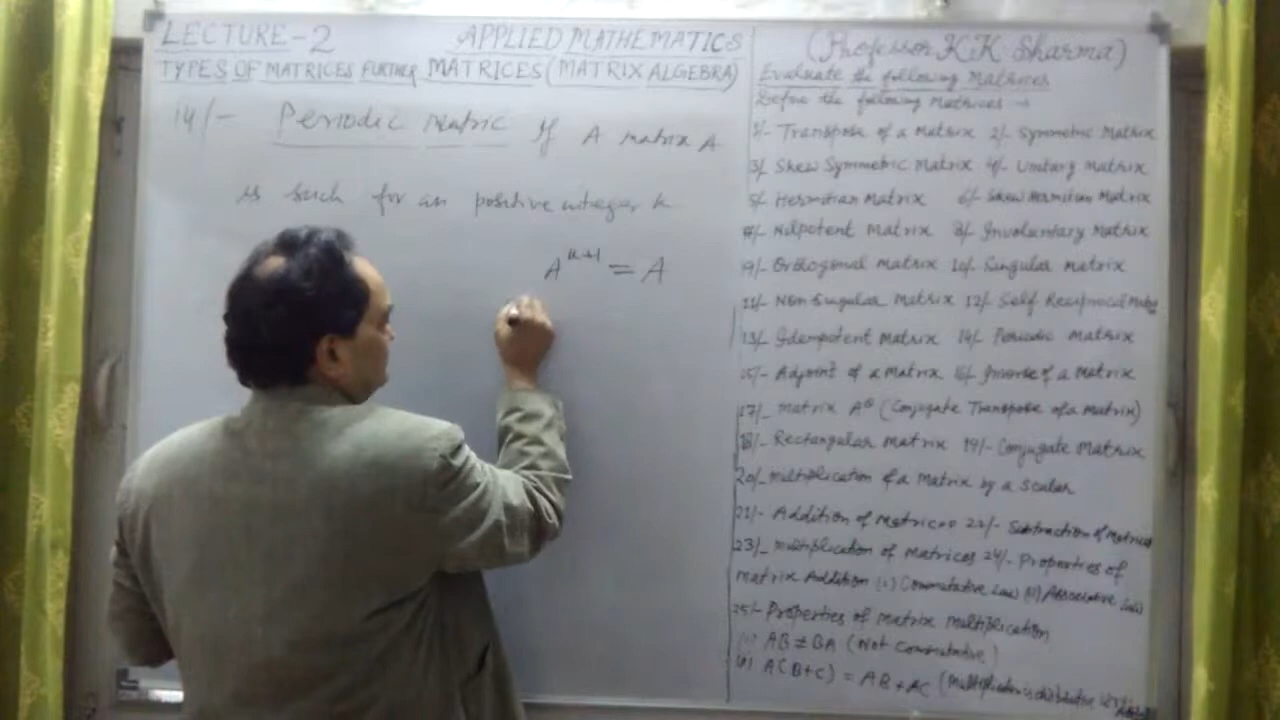 LECTURE-2 APPLIED MATHEMATICS
TYPES OF MATRICES FURTHER MATRICES (MATRIX ALGEBRA)
14/- Periodic Matric If A matrix A
is such for an positive integer k
A^{k+1} = A
(Professor K.K. Sharma)
Evaluate the following Matrices
Define the following Matrices →
1/- Transpose of a Matrix 2/- Symmetric Matrix
3/- Skew Symmetric Matrix 4/- Unitary Matrix
5/- Hermitian Matrix 6/- Skew Hermitian Matrix
7/- Nilpotent Matrix 8/- Involuntary Matrix
9/- Orthogonal Matrix 10/- Singular Matrix
11/- Non Singular Matrix 12/- Self Reciprocal
13/- Idempotent Matrix 14/- Periodic Matrix
15/- Adjoint of a Matrix 16/- Inverse of a Matrix
17/- Matrix A^θ (Conjugate Transpose of a matrix)
18/- Rectangular Matrix 19/- Conjugate Matrix
20/- Multiplication of a Matrix by a Scalar
21/- Addition of Matrices 22/- Subtraction of Matrices
23/- Multiplication of Matrices 24/- Properties of
Matrix Addition (i) Commutative Law (ii) Associative Law
25/- Properties of Matrix Multiplication
(i) AB ≠ BA (Not Commutative)
(ii) A(B+C) = AB+AC (Multiplication is distributive